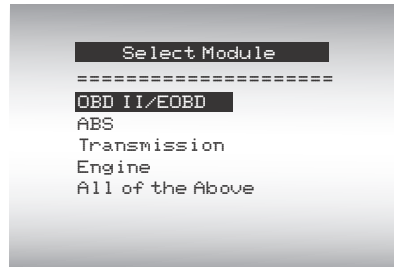 Select Module
=====================
OBD II/EOBD
ABS
Transmission
Engine
All of the Above